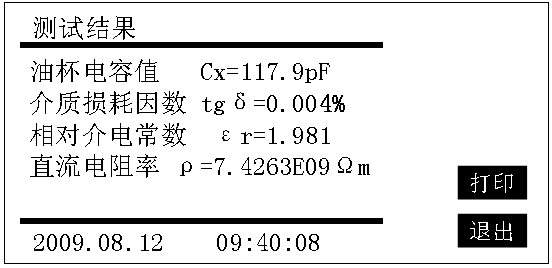 测试结果
油杯电容值 Cx=117.9pF
介质损耗因数 tgδ=0.004%
相对介电常数 εr=1.981
直流电阻率 ρ=7.4263E09Ωm
打印
退出
2009.08.12 09:40:08